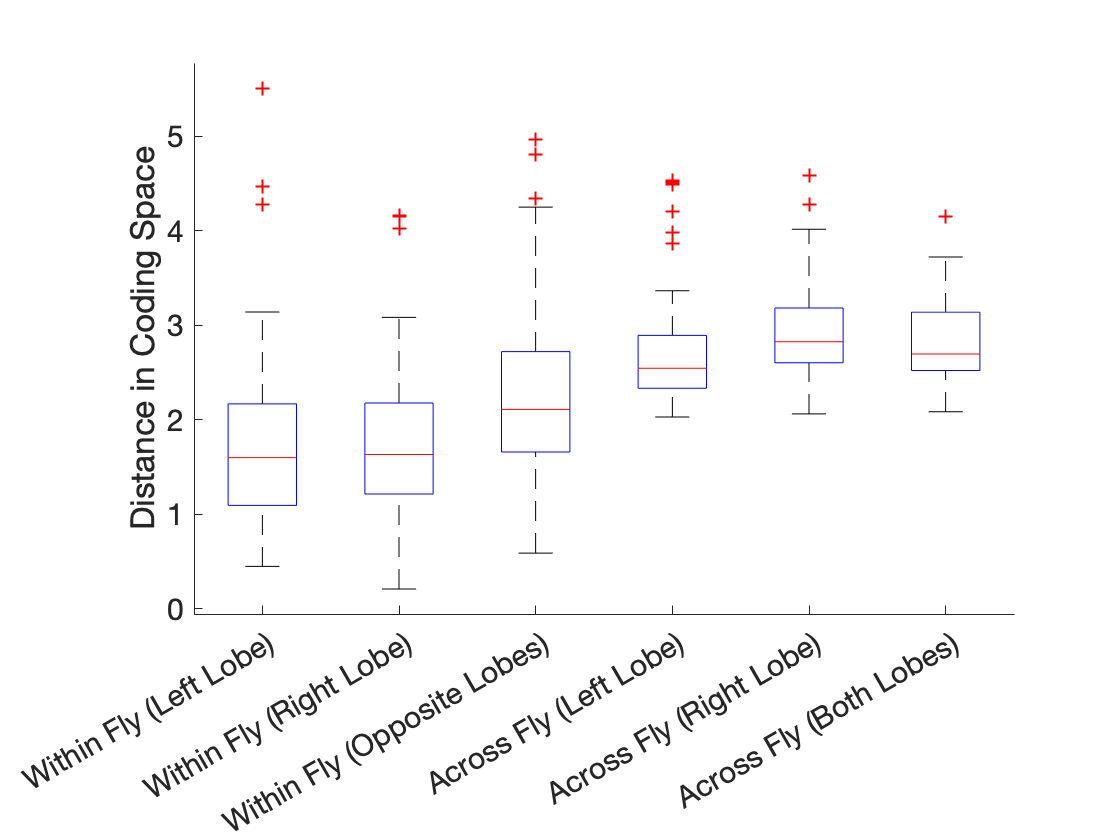 Distance in Coding Space
5
4
3
2
1
0
Within Fly (Left Lobe)
Within Fly (Right Lobe)
Within Fly (Opposite Lobes)
Across Fly (Left Lobe)
Across Fly (Right Lobe)
Across Fly (Both Lobes)